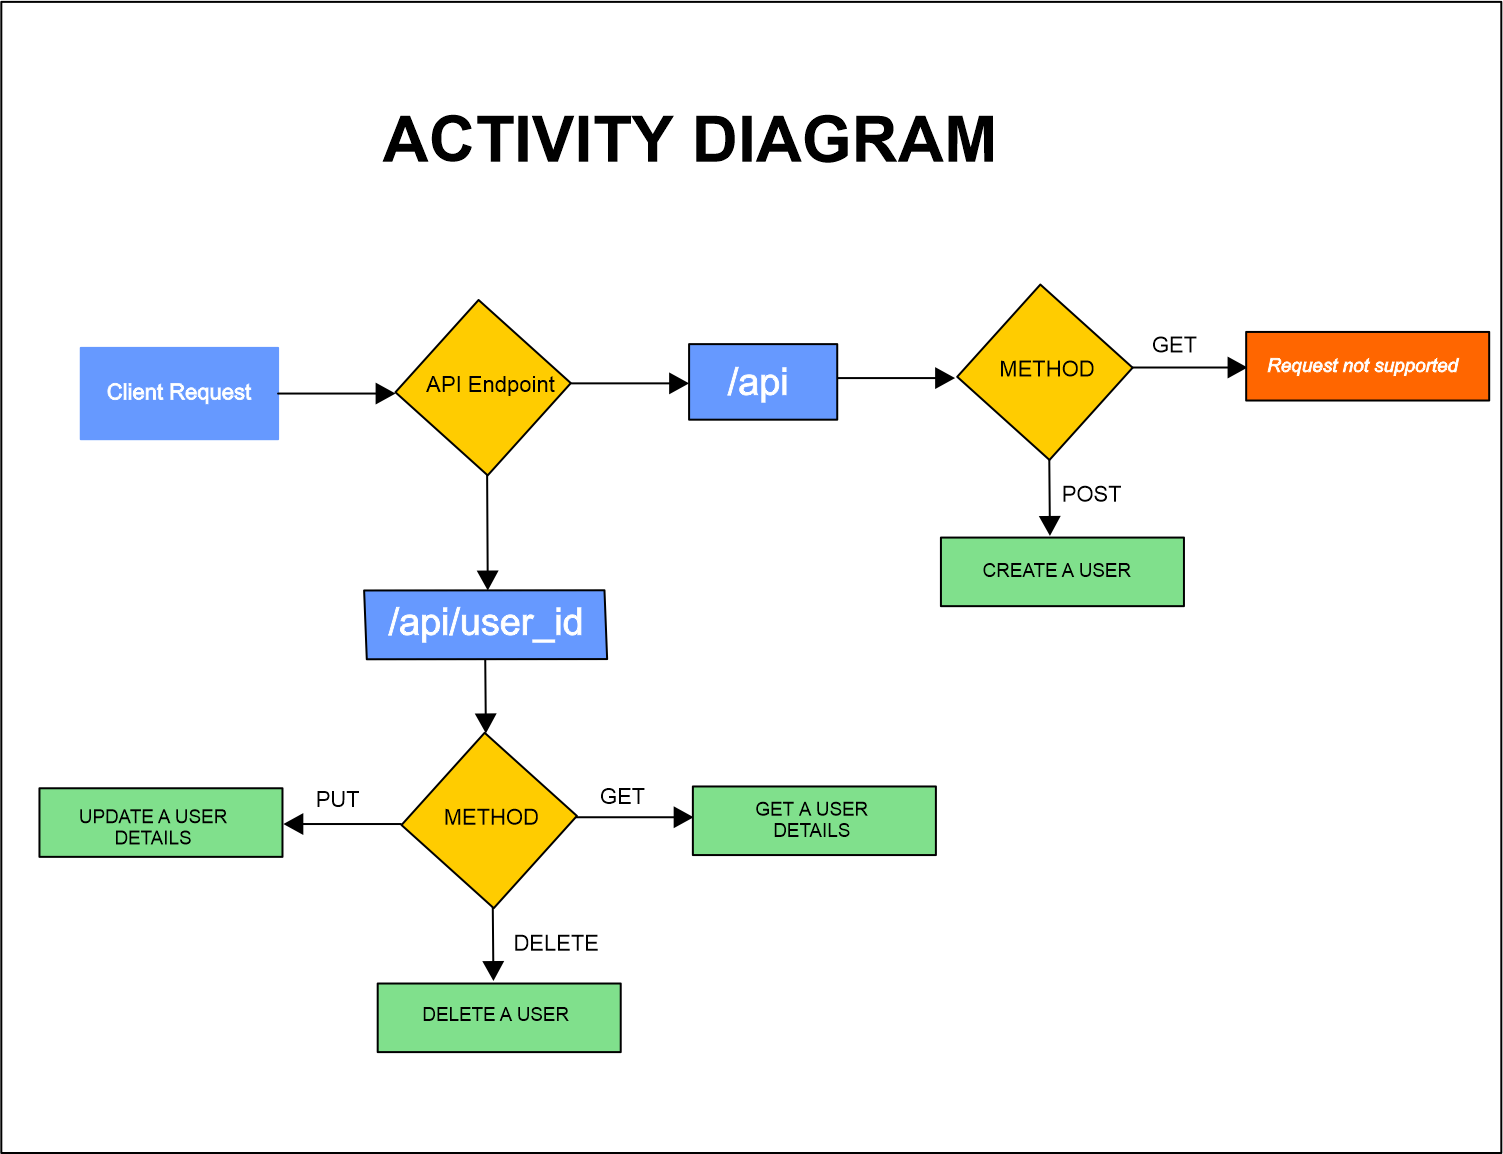 ACTIVITY DIAGRAM
Client Request
API Endpoint
/api
METHOD
GET
Request not supported
POST
CREATE A USER
/api/user_id
METHOD
PUT
UPDATE A USER
DETAILS
GET
GET A USER
DETAILS
DELETE
DELETE A USER